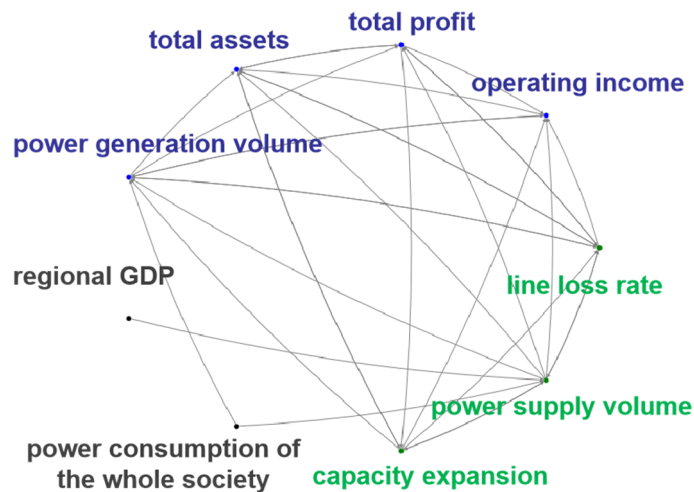 total profit
total assets
operating income
power generation volume
regional GDP
line loss rate
power supply volume
power consumption of
the whole society
capacity expansion